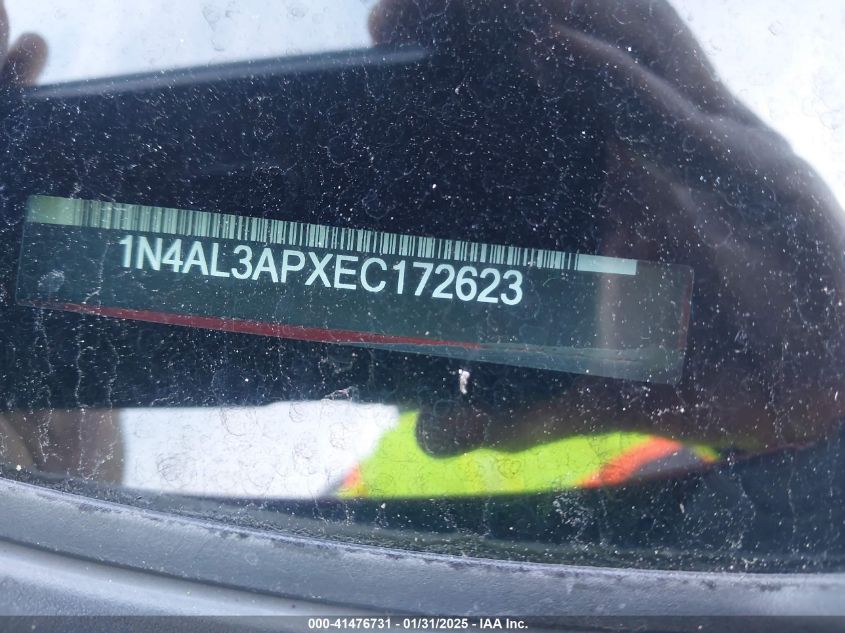 1N4AL3APXEC172623
000-41476731 - 01/31/2025 - IAA Inc.